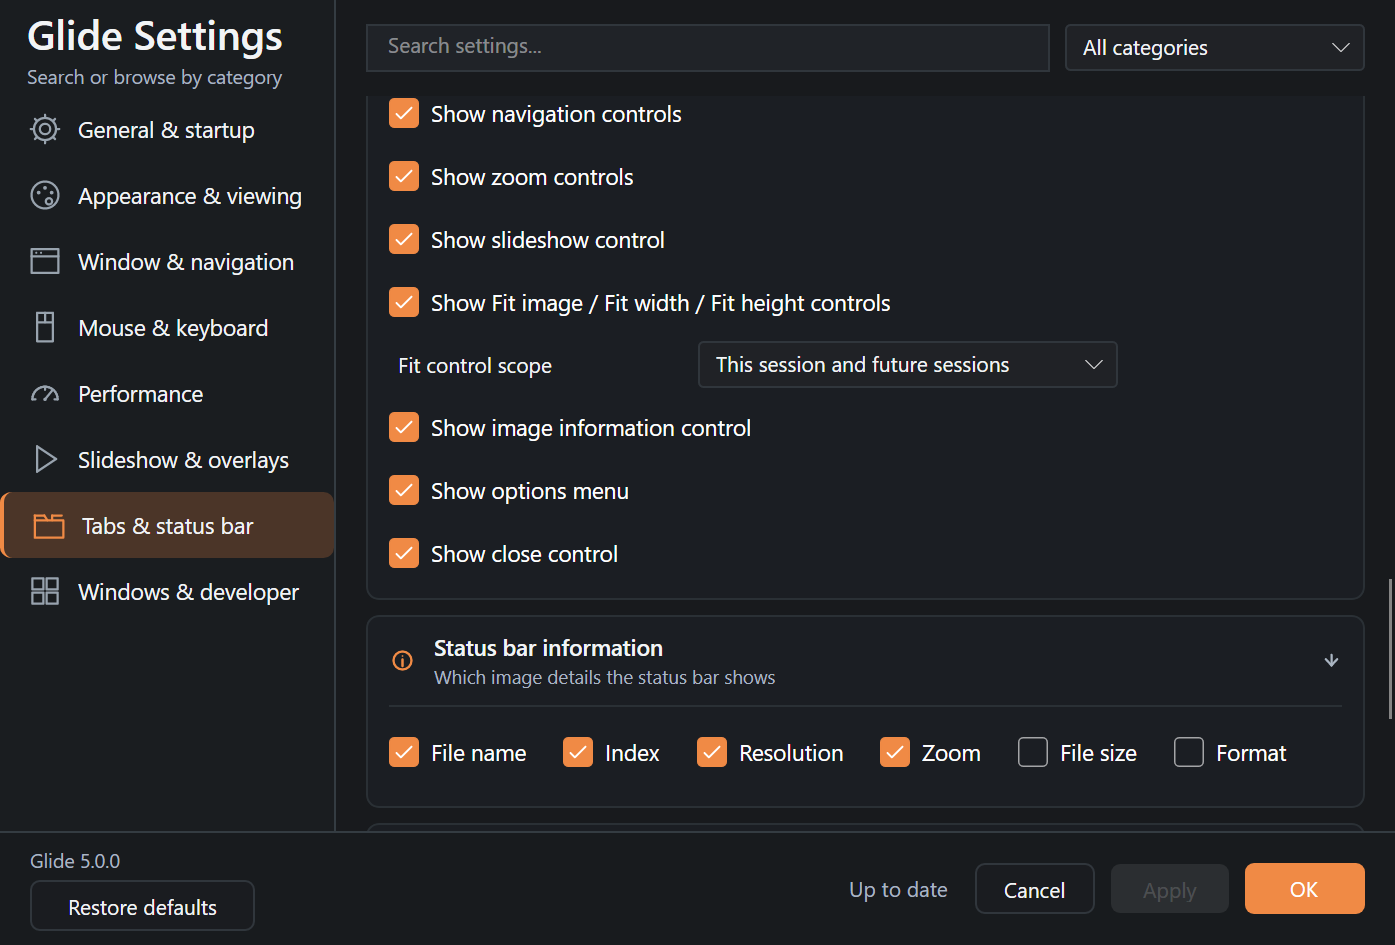 Glide Settings
Search or browse by category
General & startup
Appearance & viewing
Window & navigation
Mouse & keyboard
Performance
Slideshow & overlays
Tabs & status bar
Windows & developer
Search settings...
All categories
Show navigation controls
Show zoom controls
Show slideshow control
Show Fit image / Fit width / Fit height controls
Fit control scope
This session and future sessions
Show image information control
Show options menu
Show close control
Status bar information
Which image details the status bar shows
File name
Index
Resolution
Zoom
File size
Format
Glide 5.0.0
Restore defaults
Up to date
Cancel
Apply
OK